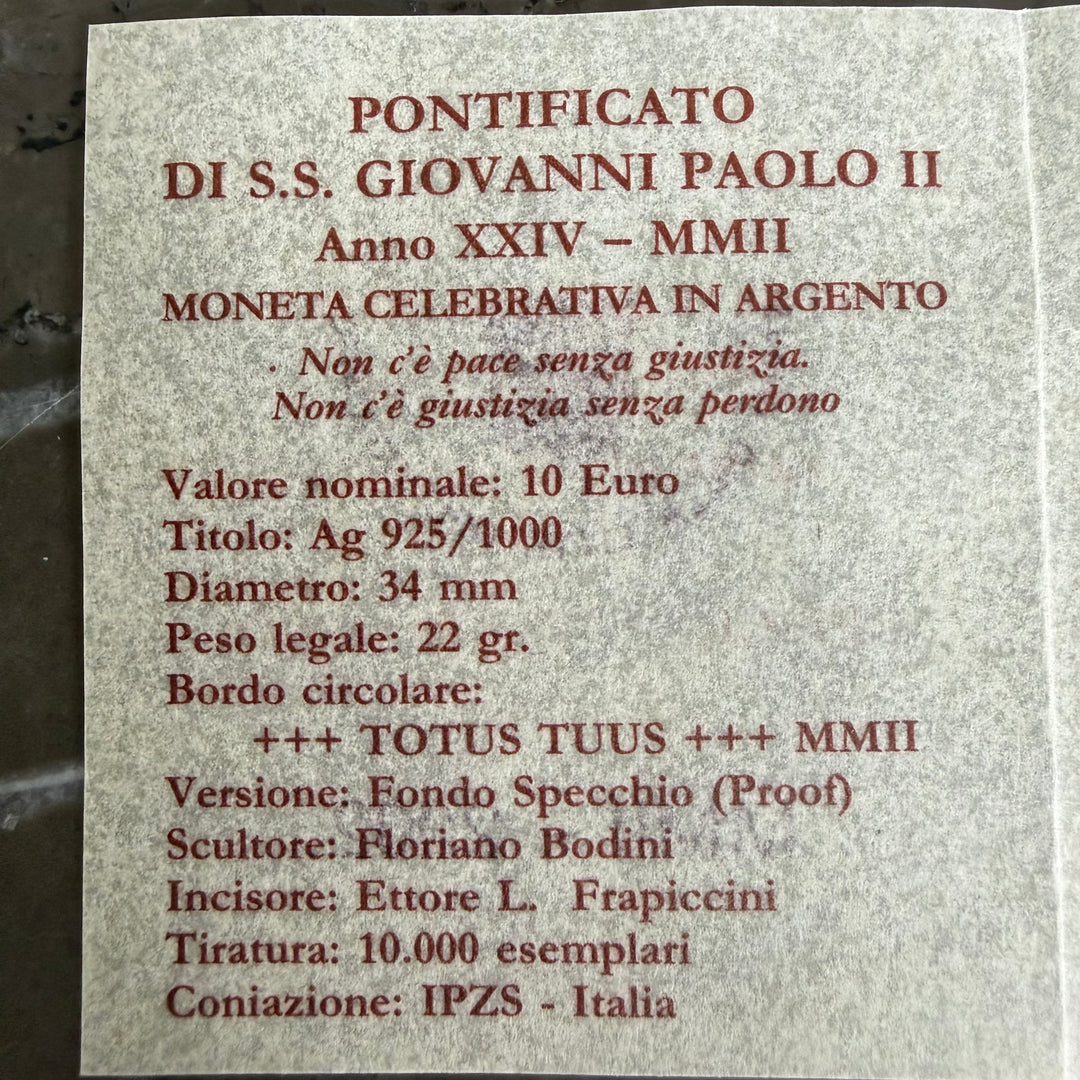 PONTIFICATO
DI S.S. GIOVANNI PAOLO II
Anno XXIV – MMII
MONETA CELEBRATIVA IN ARGENTO
Non c'è pace senza giustizia.
Non c'è giustizia senza perdono
Valore nominale: 10 Euro
Titolo: Ag 925/1000
Diametro: 34 mm
Peso legale: 22 gr.
Bordo circolare:
+++ TOTUS TUUS +++ MMII
Versione: Fondo Specchio (Proof)
Scultore: Floriano Bodini
Incisore: Ettore L. Frapiccini
Tiratura: 10.000 esemplari
Coniazione: IPZS - Italia